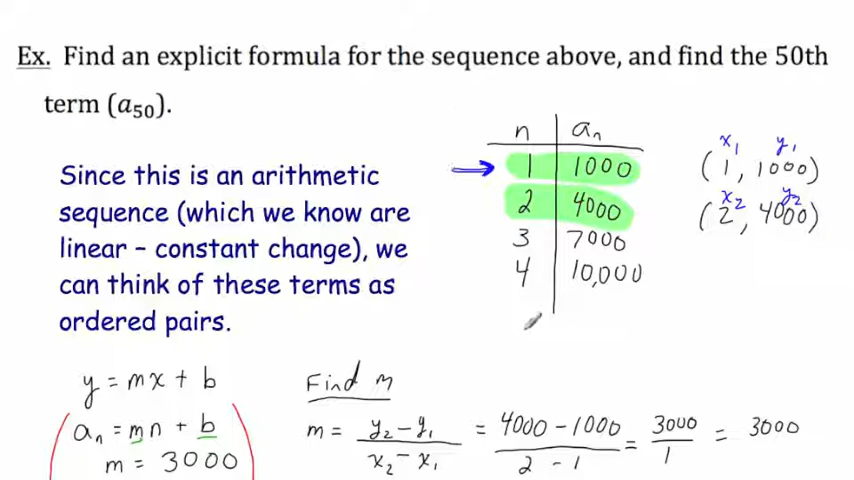 Ex. Find an explicit formula for the sequence above, and find the 50th
term (a₅₀).
Since this is an arithmetic
sequence (which we know are
linear – constant change), we
can think of these terms as
ordered pairs.
n aₙ
1 1000
2 4000
3 7000
4 10,000
x₁ y₁
(1, 1000)
x₂ y₂
(2, 4000)
y = mx + b
aₙ = mn + b
m = 3000
Find m
m = (y₂ − y₁)/(x₂ − x₁) = (4000 − 1000)/(2 − 1) = 3000/1 = 3000